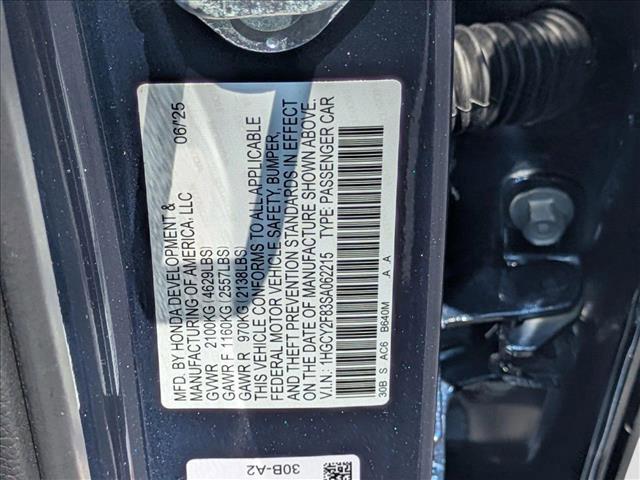 MFD. BY HONDA DEVELOPMENT & 06/25
MANUFACTURING OF AMERICA, LLC
GVWR 2100KG (4629LBS)
GAWR F 1160KG (2557LBS)
GAWR R 970KG (2138LBS)
THIS VEHICLE CONFORMS TO ALL APPLICABLE
FEDERAL MOTOR VEHICLE SAFETY, BUMPER,
AND THEFT PREVENTION STANDARDS IN EFFECT
ON THE DATE OF MANUFACTURE SHOWN ABOVE.
V.I.N.: 1HGCY2F83SA062215 TYPE: PASSENGER CAR
30B S AC6 B640M A A
30B-A2